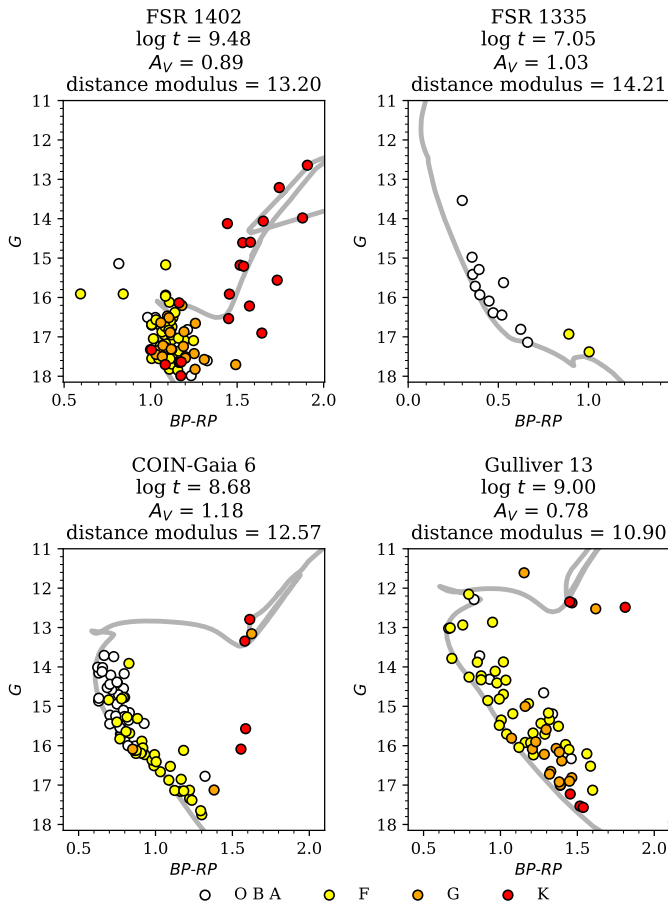 FSR 1402
log t = 9.48
A_V = 0.89
distance modulus = 13.20
11
12
13
14
15
16
17
18
G
0.5 1.0 1.5 2.0
BP-RP
FSR 1335
log t = 7.05
A_V = 1.03
distance modulus = 14.21
11
12
13
14
15
16
17
18
G
0.0 0.5 1.0
BP-RP
COIN-Gaia 6
log t = 8.68
A_V = 1.18
distance modulus = 12.57
11
12
13
14
15
16
17
18
G
0.5 1.0 1.5 2.0
BP-RP
Gulliver 13
log t = 9.00
A_V = 0.78
distance modulus = 10.90
11
12
13
14
15
16
17
18
G
0.5 1.0 1.5 2.0
BP-RP
O B A F G K